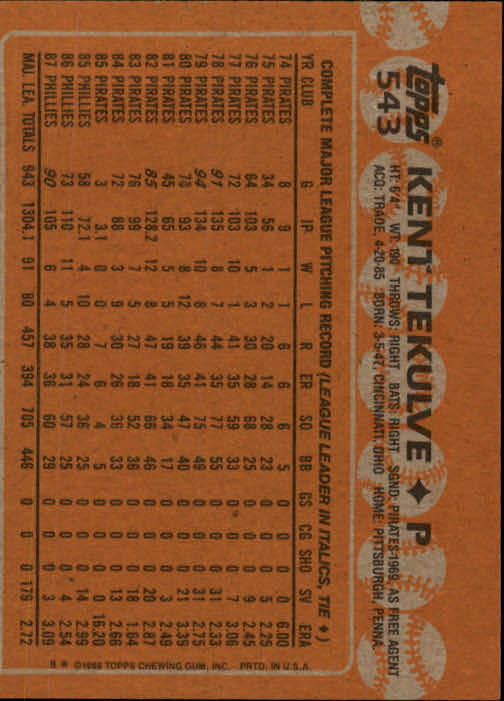 topps® KENT TEKULVE ◆ P
543
HT: 6'4" WT: 190 THROWS: RIGHT BATS: RIGHT SGND: PIRATES-1969, AS FREE AGENT
ACQ: TRADE, 4-20-85 BORN: 3-5-47, CINCINNATI, OHIO HOME: PITTSBURGH, PENNA.
COMPLETE MAJOR LEAGUE PITCHING RECORD (LEAGUE LEADER IN ITALICS, TIE ◆)
YR CLUB G IP W L R ER SO BB GS CG SHO SV ERA
74 PIRATES 8 9 1 1 6 6 6 5 0 0 0 0 6.00
75 PIRATES 34 56 1 2 20 14 28 23 0 0 0 5 2.25
76 PIRATES 64 103 5 3 30 28 68 25 0 0 0 9 2.45
77 PIRATES 72 103 10 1 41 35 59 33 0 0 0 7 3.06
78 PIRATES 91 135 8 7 44 35 77 55 0 0 0 31 2.33
79 PIRATES 94 134 10 8 46 41 75 49 0 0 0 31 2.75
80 PIRATES 78 93 8 12 39 35 47 40 0 0 0 21 3.39
81 PIRATES 45 65 5 5 19 18 34 17 0 0 0 3 2.49
82 PIRATES 85 128.2 12 8 47 41 66 46 0 0 0 20 2.87
83 PIRATES 76 99 7 5 27 18 52 36 0 0 0 18 1.64
84 PIRATES 72 88 3 9 30 26 36 33 0 0 0 13 2.66
85 PIRATES 3 3.1 0 0 7 6 4 5 0 0 0 0 16.20
85 PHILLIES 58 72.1 4 10 28 24 36 25 0 0 0 14 2.99
86 PHILLIES 73 110 11 5 35 31 57 25 0 0 0 4 2.54
87 PHILLIES 90 105 6 4 38 36 60 29 0 0 0 3 3.09
MAJ. LEA. TOTALS 943 1304.1 91 80 457 394 705 446 0 0 0 179 2.72
©1988 TOPPS CHEWING GUM, INC. PRTD. IN U.S.A.